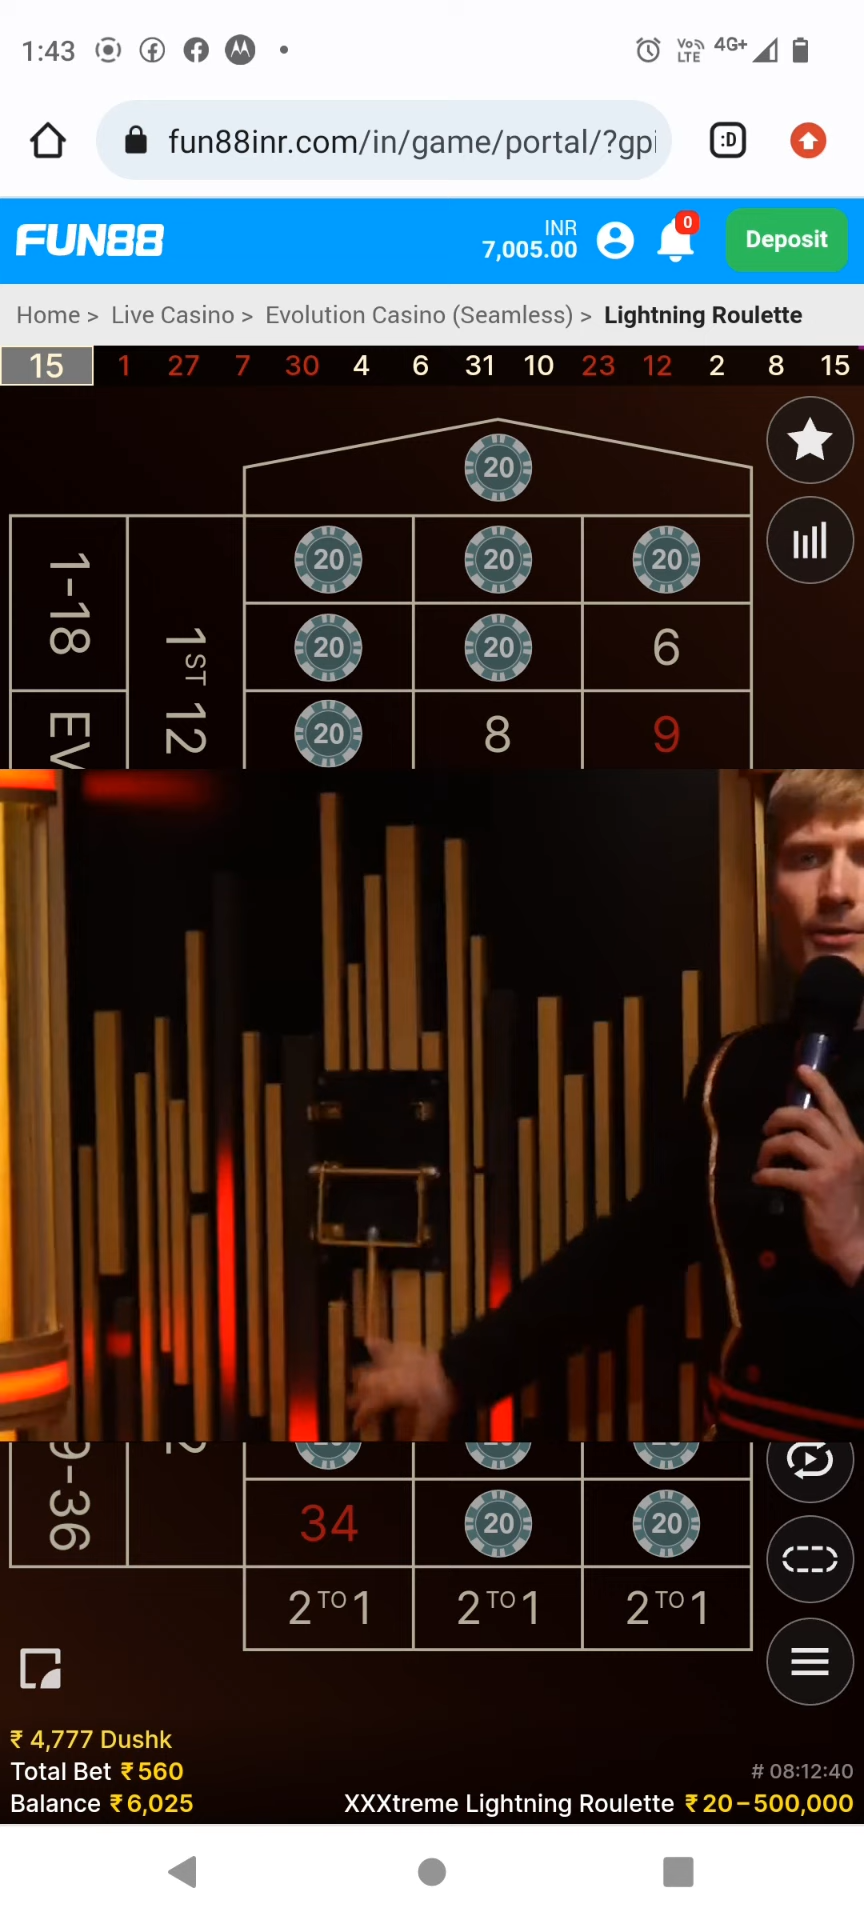 1:43 VoLTE 4G+
fun88inr.com/in/game/portal/?gpi
:D
FUN88
INR
7,005.00
0
Deposit
Home > Live Casino > Evolution Casino (Seamless) > Lightning Roulette
15 1 27 7 30 4 6 31 10 23 12 2 8 15
20
1-18
1ST 12
20 20 20
20 20 6
EV
20 8 9
9-36
34 20 20
2 TO 1 2 TO 1 2 TO 1
₹ 4,777 Dushk
Total Bet ₹560
# 08:12:40
Balance ₹6,025
XXXtreme Lightning Roulette ₹20–500,000